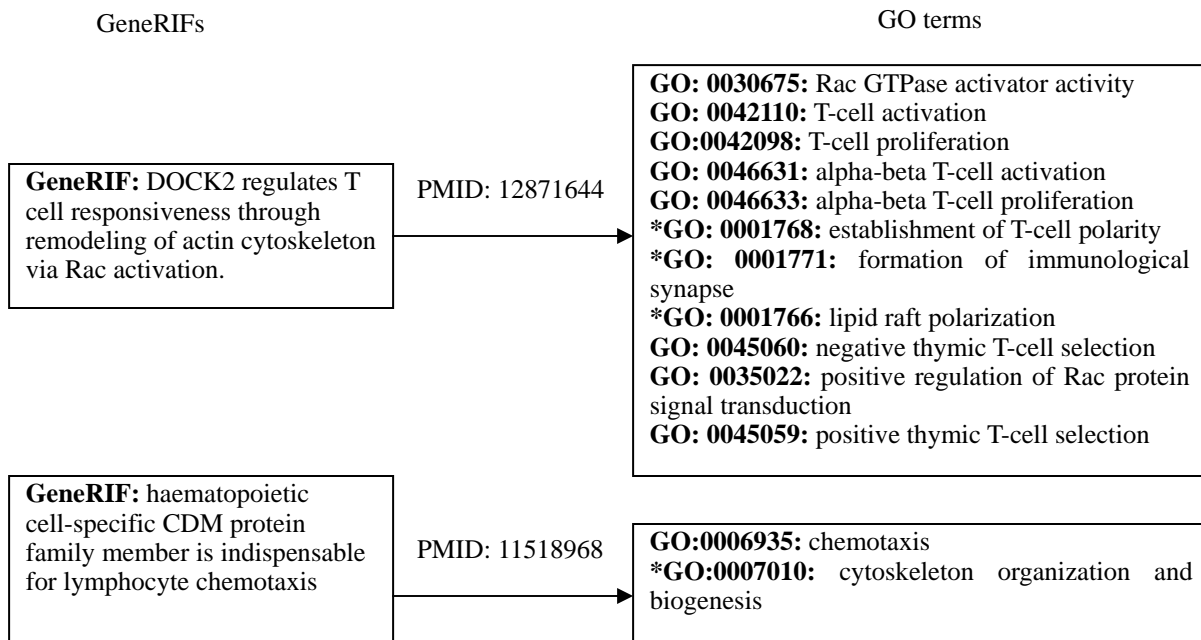 GeneRIFs
GO terms
GeneRIF: DOCK2 regulates T
cell responsiveness through
remodeling of actin cytoskeleton
via Rac activation.
PMID: 12871644
GO: 0030675: Rac GTPase activator activity
GO: 0042110: T-cell activation
GO:0042098: T-cell proliferation
GO: 0046631: alpha-beta T-cell activation
GO: 0046633: alpha-beta T-cell proliferation
*GO: 0001768: establishment of T-cell polarity
*GO: 0001771: formation of immunological
synapse
*GO: 0001766: lipid raft polarization
GO: 0045060: negative thymic T-cell selection
GO: 0035022: positive regulation of Rac protein
signal transduction
GO: 0045059: positive thymic T-cell selection
GeneRIF: haematopoietic
cell-specific CDM protein
family member is indispensable
for lymphocyte chemotaxis
PMID: 11518968
GO:0006935: chemotaxis
*GO:0007010: cytoskeleton organization and
biogenesis